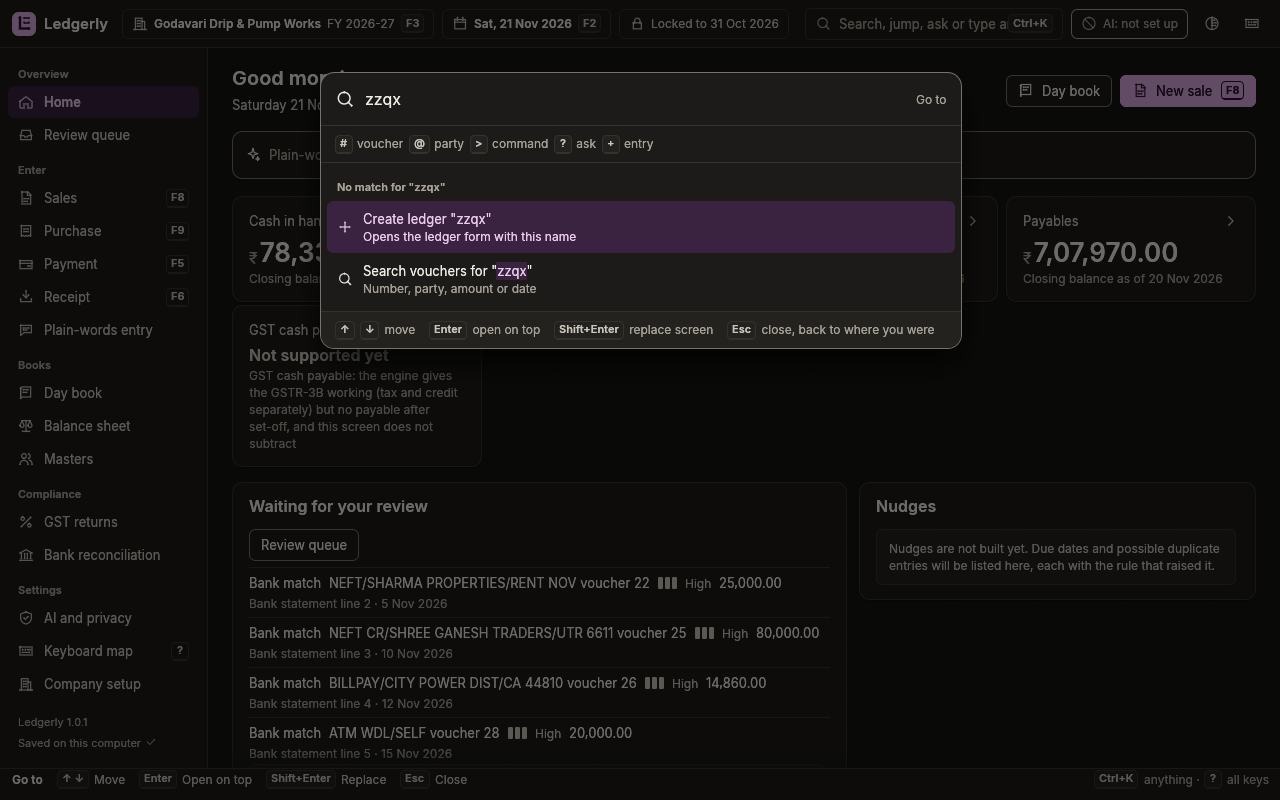 Ledgerly
Godavari Drip & Pump Works FY 2026-27 F3
Sat, 21 Nov 2026 F2
Locked to 31 Oct 2026
Search, jump, ask or type a Ctrl+K
AI: not set up
Overview
Home
Review queue
Enter
Sales F8
Purchase F9
Payment F5
Receipt F6
Plain-words entry
Books
Day book
Balance sheet
Masters
Compliance
GST returns
Bank reconciliation
Settings
AI and privacy
Keyboard map ?
Company setup
Ledgerly 1.0.1
Saved on this computer
Saturday 21
Day book
New sale F8
zzqx
Go to
# voucher @ party > command ? ask + entry
No match for "zzqx"
Create ledger "zzqx"
Opens the ledger form with this name
Search vouchers for "zzqx"
Number, party, amount or date
↑ ↓ move Enter open on top Shift+Enter replace screen Esc close, back to where you were
Cash in
Payables
₹7,07,970.00
Closing balance as of 20 Nov 2026
GST cash
Not supported yet
GST cash payable: the engine gives
the GSTR-3B working (tax and credit
separately) but no payable after
set-off, and this screen does not
subtract
Waiting for your review
Review queue
Bank match NEFT/SHARMA PROPERTIES/RENT NOV voucher 22 High 25,000.00
Bank statement line 2 · 5 Nov 2026
Bank match NEFT CR/SHREE GANESH TRADERS/UTR 6611 voucher 25 High 80,000.00
Bank statement line 3 · 10 Nov 2026
Bank match BILLPAY/CITY POWER DIST/CA 44810 voucher 26 High 14,860.00
Bank statement line 4 · 12 Nov 2026
Bank match ATM WDL/SELF voucher 28 High 20,000.00
Bank statement line 5 · 15 Nov 2026
Nudges
Nudges are not built yet. Due dates and possible duplicate
entries will be listed here, each with the rule that raised it.
Go to ↑↓ Move Enter Open on top Shift+Enter Replace Esc Close
Ctrl+K anything · ? all keys